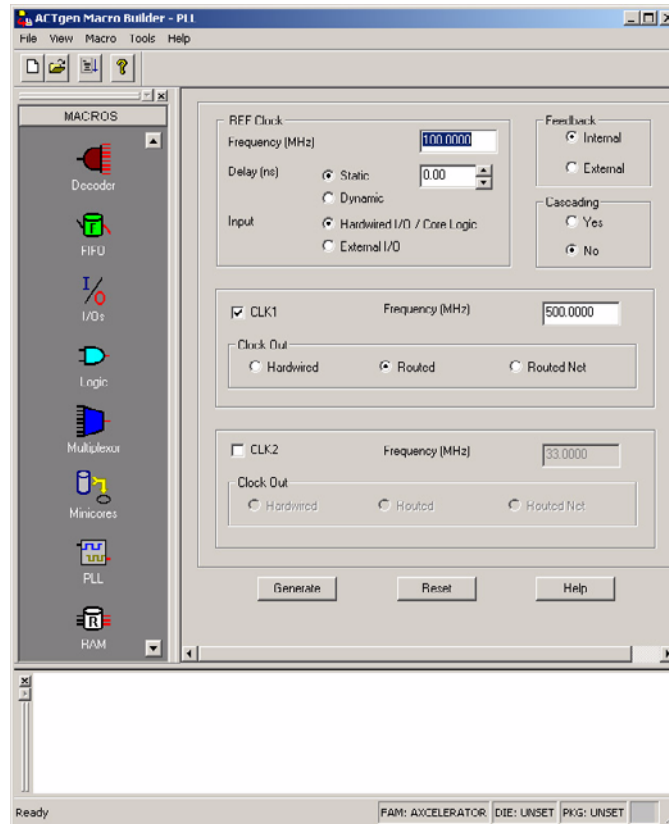 ACTgen Macro Builder - PLL
File View Macro Tools Help
MACROS
Decoder
FIFO
I/Os
Logic
Multiplexor
Minicores
PLL
RAM
REF Clock
Frequency (MHz) 100.0000
Delay (ns) Static 0.00
Dynamic
Input Hardwired I/O / Core Logic
External I/O
Feedback
Internal
External
Cascading
Yes
No
CLK1 Frequency (MHz) 500.0000
Clock Out
Hardwired Routed Routed Net
CLK2 Frequency (MHz) 33.0000
Clock Out
Hardwired Routed Routed Net
Generate Reset Help
Ready FAM: AXCELERATOR DIE: UNSET PKG: UNSET